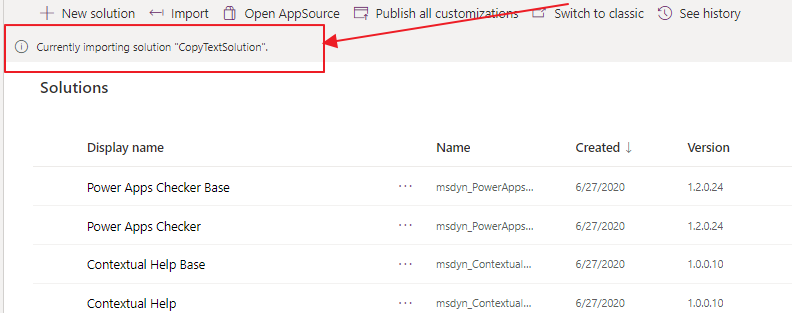 New solution Import Open AppSource Publish all customizations Switch to classic See history
Currently importing solution "CopyTextSolution".
Solutions
Display name Name Created Version
Power Apps Checker Base msdyn_PowerApps... 6/27/2020 1.2.0.24
Power Apps Checker msdyn_PowerApps... 6/27/2020 1.2.0.24
Contextual Help Base msdyn_Contextual... 6/27/2020 1.0.0.10
Contextual Help msdyn_Contextual... 6/27/2020 1.0.0.10